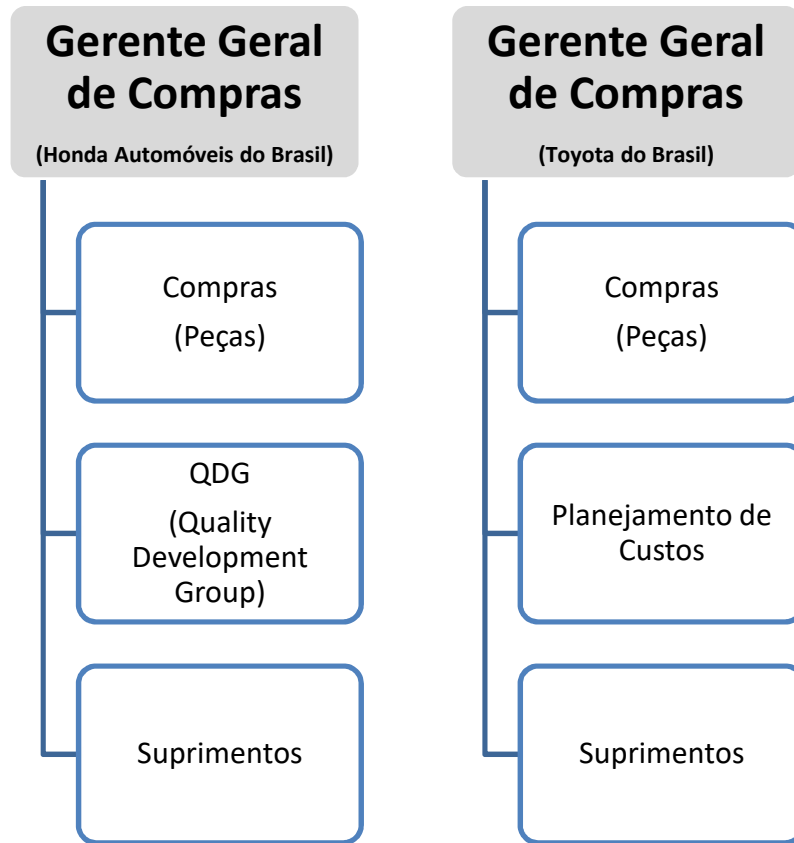 Gerente Geral
de Compras
(Honda Automóveis do Brasil)
Compras
(Peças)
QDG
(Quality
Development
Group)
Suprimentos
Gerente Geral
de Compras
(Toyota do Brasil)
Compras
(Peças)
Planejamento de
Custos
Suprimentos